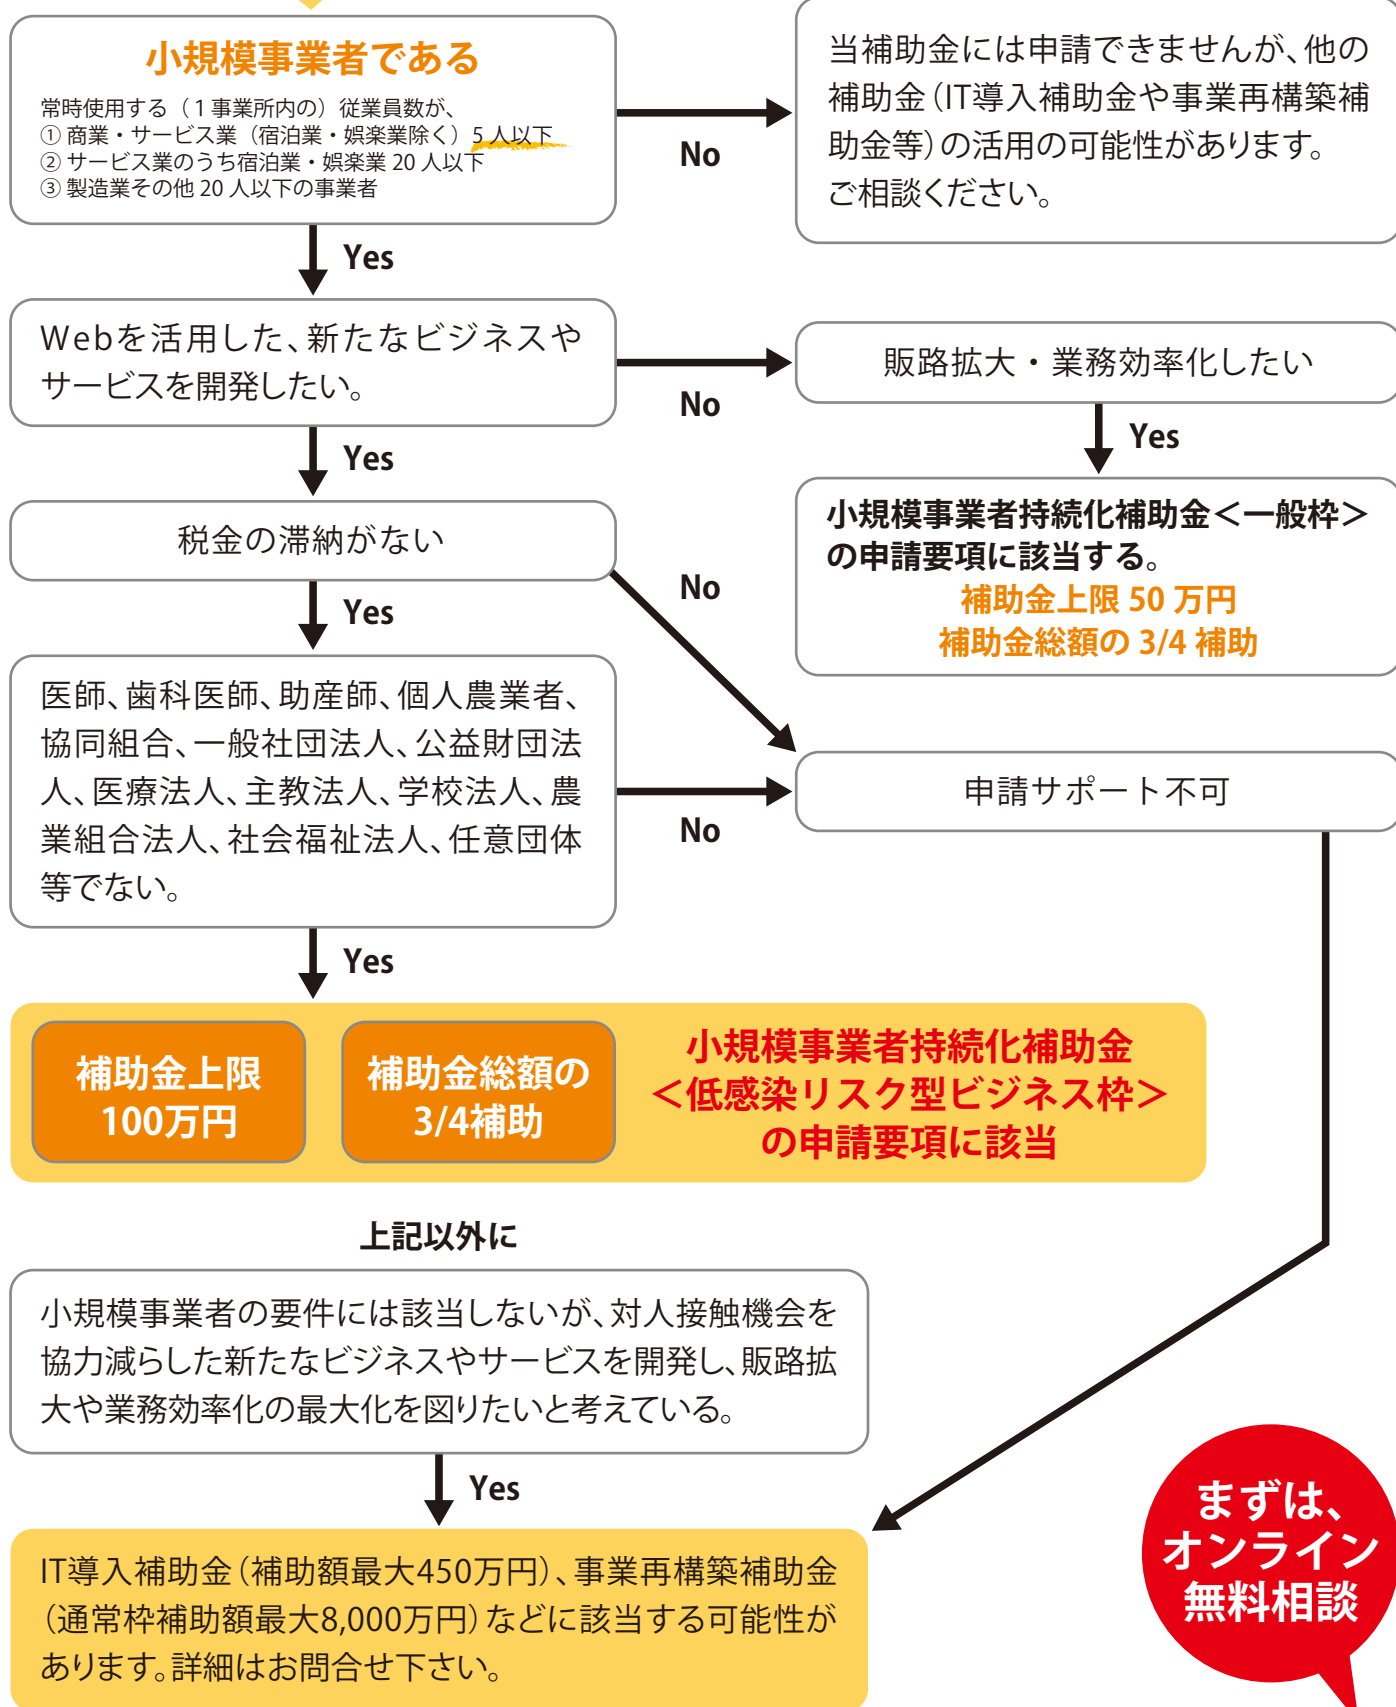 小規模事業者である
常時使用する（１事業所内の）従業員数が、
① 商業・サービス業（宿泊業・娯楽業除く）5 人以下
② サービス業のうち宿泊業・娯楽業 20 人以下
③ 製造業その他 20 人以下の事業者
No
当補助金には申請できませんが、他の
補助金（IT導入補助金や事業再構築補
助金等）の活用の可能性があります。
ご相談ください。
Yes
Webを活用した、新たなビジネスや
サービスを開発したい。
No
販路拡大・業務効率化したい
Yes
Yes
小規模事業者持続化補助金＜一般枠＞
の申請要項に該当する。
補助金上限 50 万円
補助金総額の 3/4 補助
税金の滞納がない
No
Yes
医師、歯科医師、助産師、個人農業者、
協同組合、一般社団法人、公益財団法
人、医療法人、主教法人、学校法人、農
業組合法人、社会福祉法人、任意団体
等でない。
No
申請サポート不可
Yes
補助金上限
100万円
補助金総額の
3/4補助
小規模事業者持続化補助金
＜低感染リスク型ビジネス枠＞
の申請要項に該当
上記以外に
小規模事業者の要件には該当しないが、対人接触機会を
協力減らした新たなビジネスやサービスを開発し、販路拡
大や業務効率化の最大化を図りたいと考えている。
Yes
IT導入補助金（補助額最大450万円）、事業再構築補助金
（通常枠補助額最大8,000万円）などに該当する可能性が
あります。詳細はお問合せ下さい。
まずは、
オンライン
無料相談